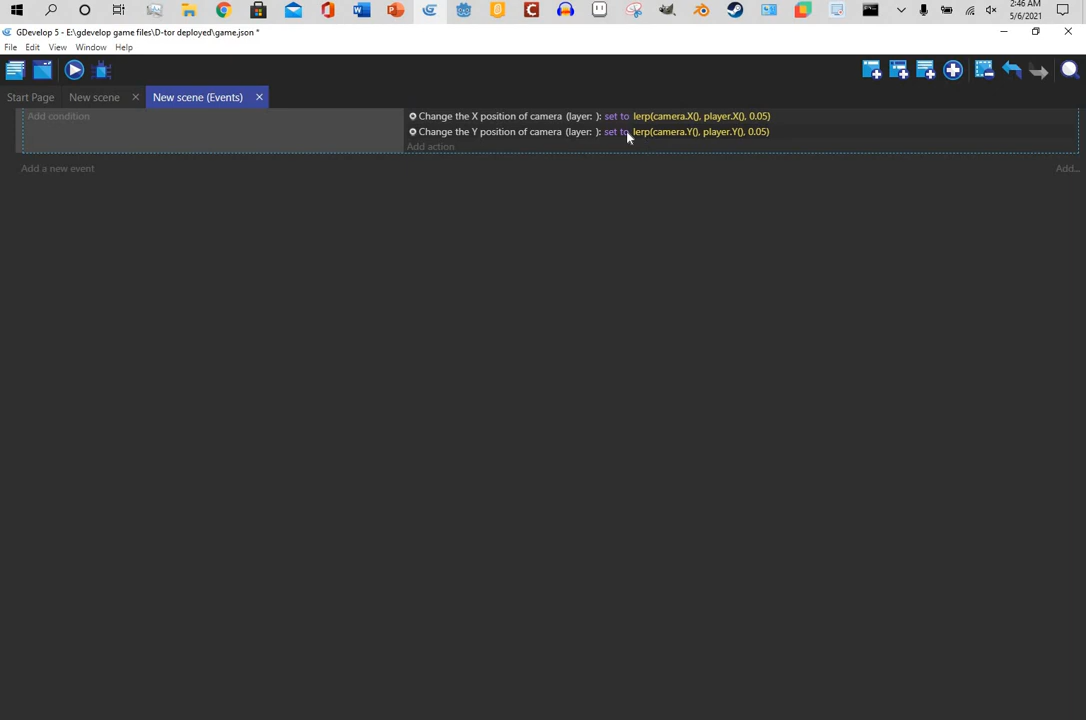 2:46 AM
5/6/2021
GDevelop 5 - E:\gdevelop game files\D-tor deployed\game.json *
File Edit View Window Help
Start Page New scene × New scene (Events) ×
Add condition
Change the X position of camera (layer: ): set to lerp(camera.X(), player.X(), 0.05)
Change the Y position of camera (layer: ): set to lerp(camera.Y(), player.Y(), 0.05)
Add action
Add a new event Add...